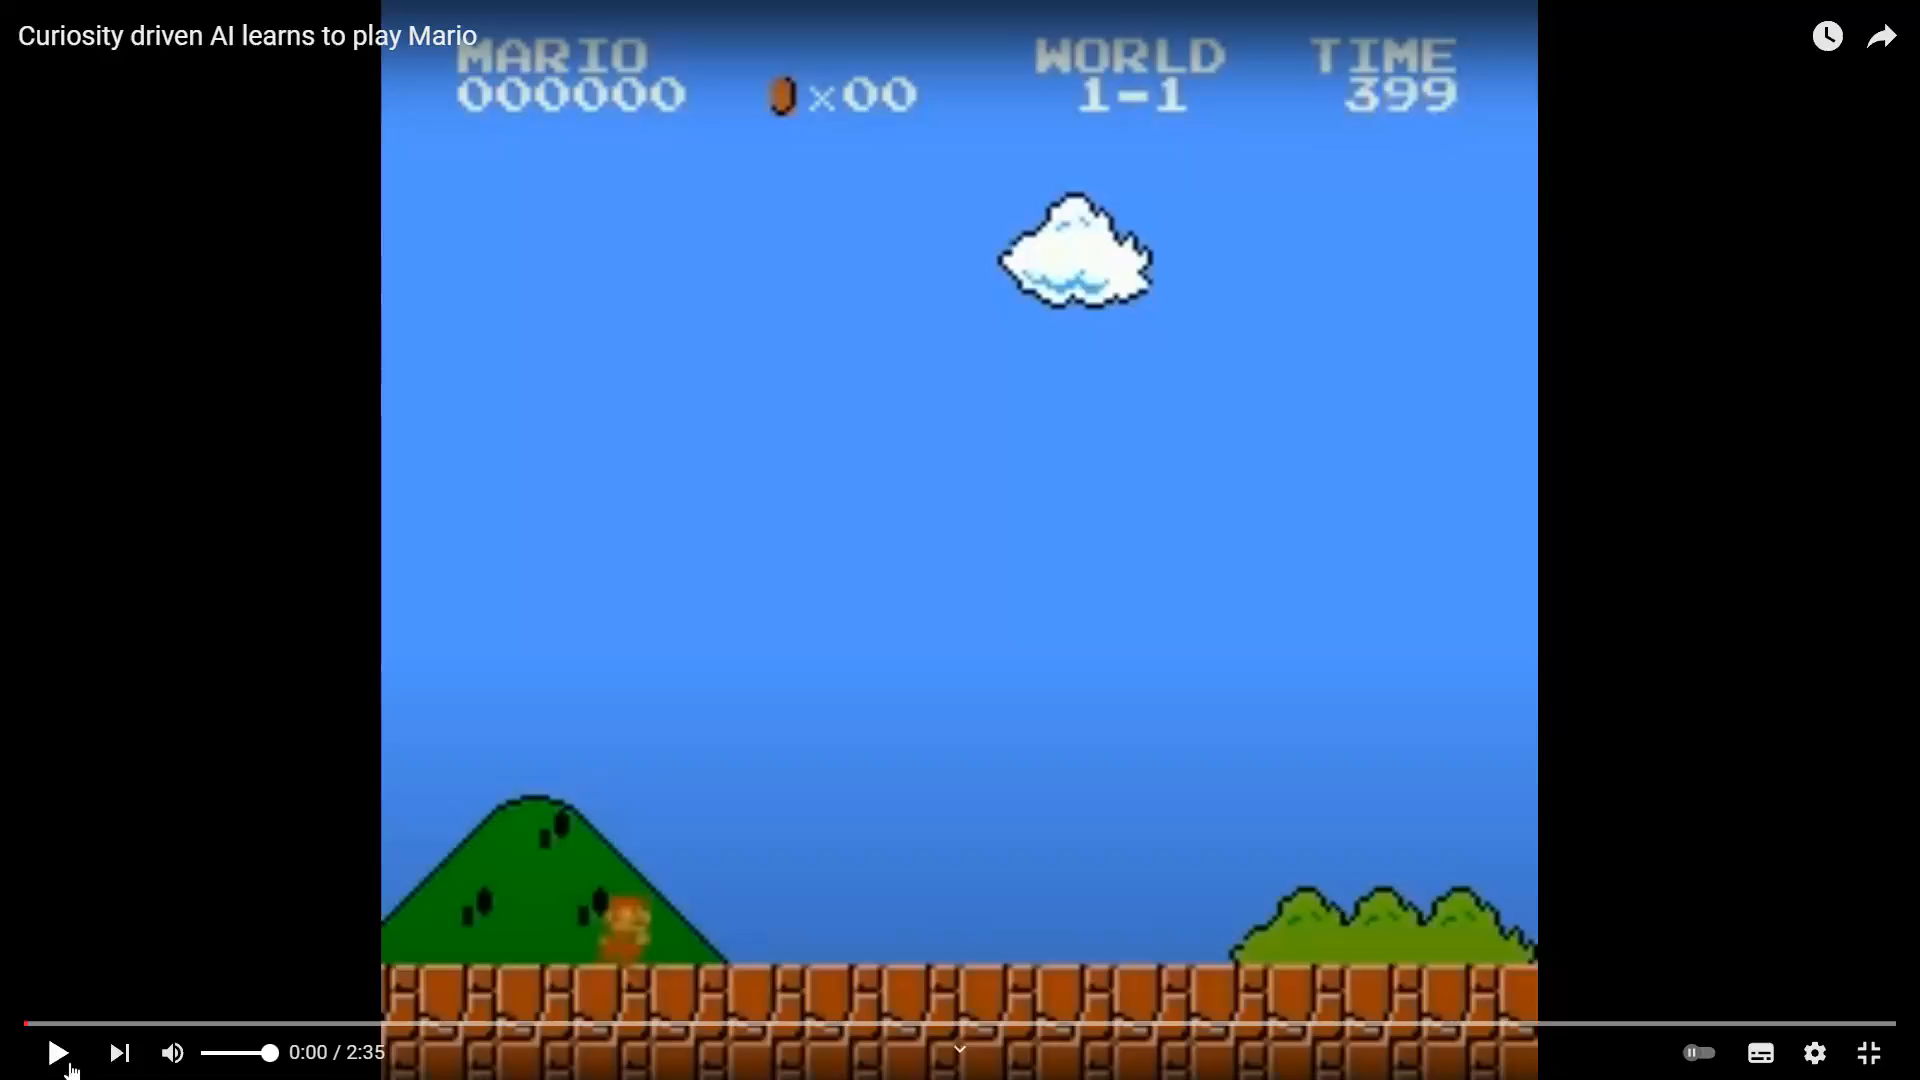 Curiosity driven AI learns to play Mario
MARIO WORLD TIME
000000 ×00 1-1 399
0:00 / 2:35